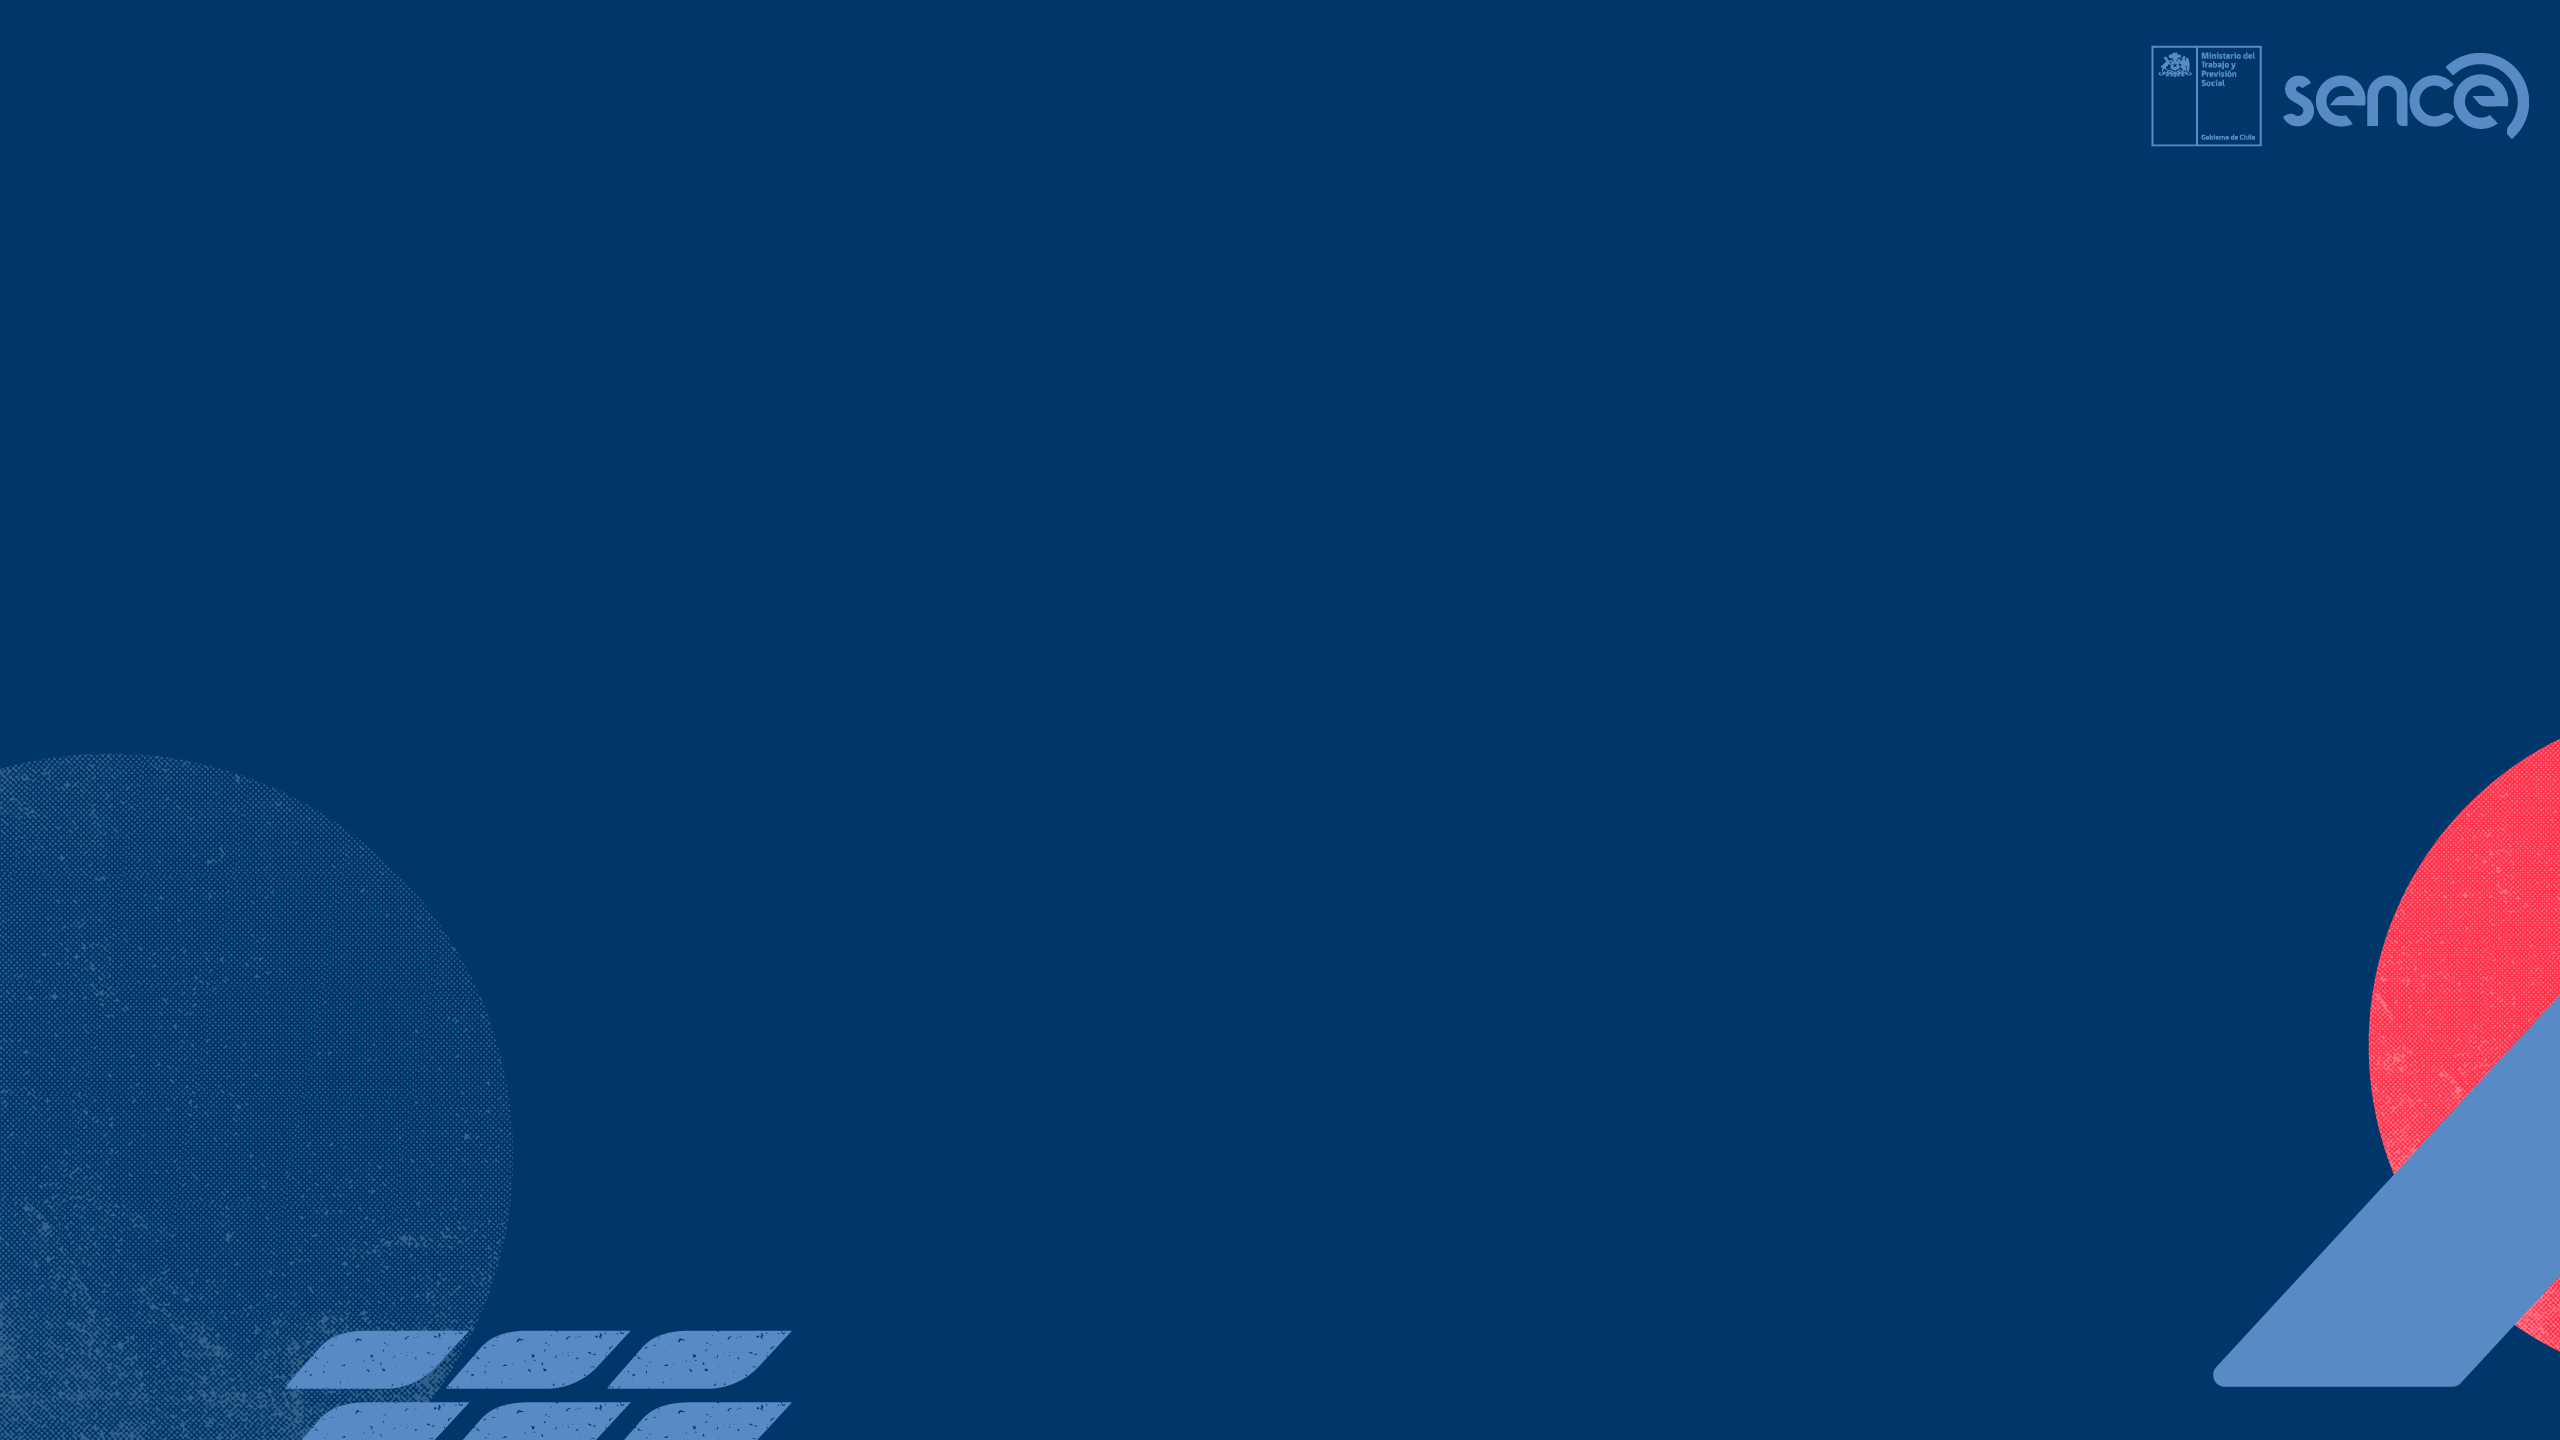 Ministerio del
Trabajo y
Previsión
Social
Gobierno de Chile
sence